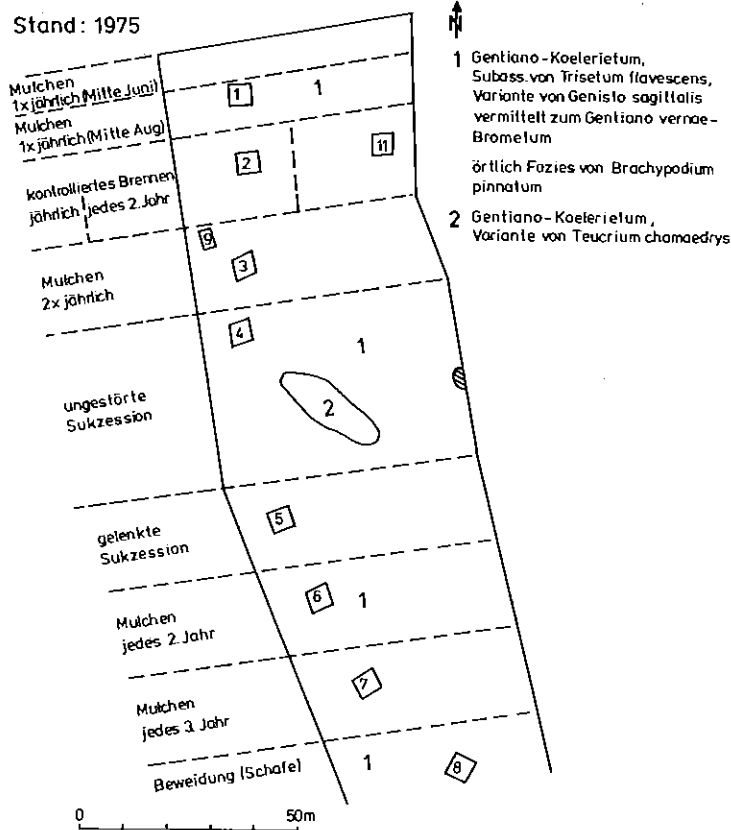 Stand: 1975
N
1 Gentiano-Koelerietum,
Subass. von Trisetum flavescens,
Variante von Genista sagittalis
vermittelt zum Gentiano vernae-
Brometum
örtlich Fazies von Brachypodium
pinnatum
2 Gentiano-Koelerietum,
Variante von Teucrium chamaedrys
Mulchen
1x jährlich (Mitte Juni)
1
1
Mulchen
1x jährlich (Mitte Aug)
2
11
kontrolliertes Brennen
jährlich jedes 2. Jahr
9
3
Mulchen
2x jährlich
4
1
2
ungestörte
Sukzession
5
gelenkte
Sukzession
6
1
Mulchen
jedes 2. Jahr
7
Mulchen
jedes 3. Jahr
Beweidung (Schafe)
1
8
0
50m